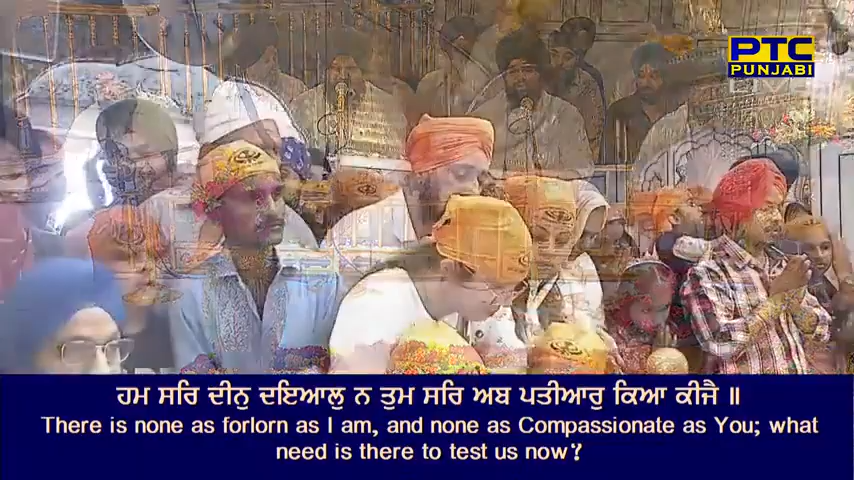 PTC
PUNJABI
ਹਮ ਸਰਿ ਦੀਨੁ ਦਇਆਲੁ ਨ ਤੁਮ ਸਰਿ ਅਬ ਪਤੀਆਰੁ ਕਿਆ ਕੀਜੈ ॥
There is none as forlorn as I am, and none as Compassionate as You; what
need is there to test us now?